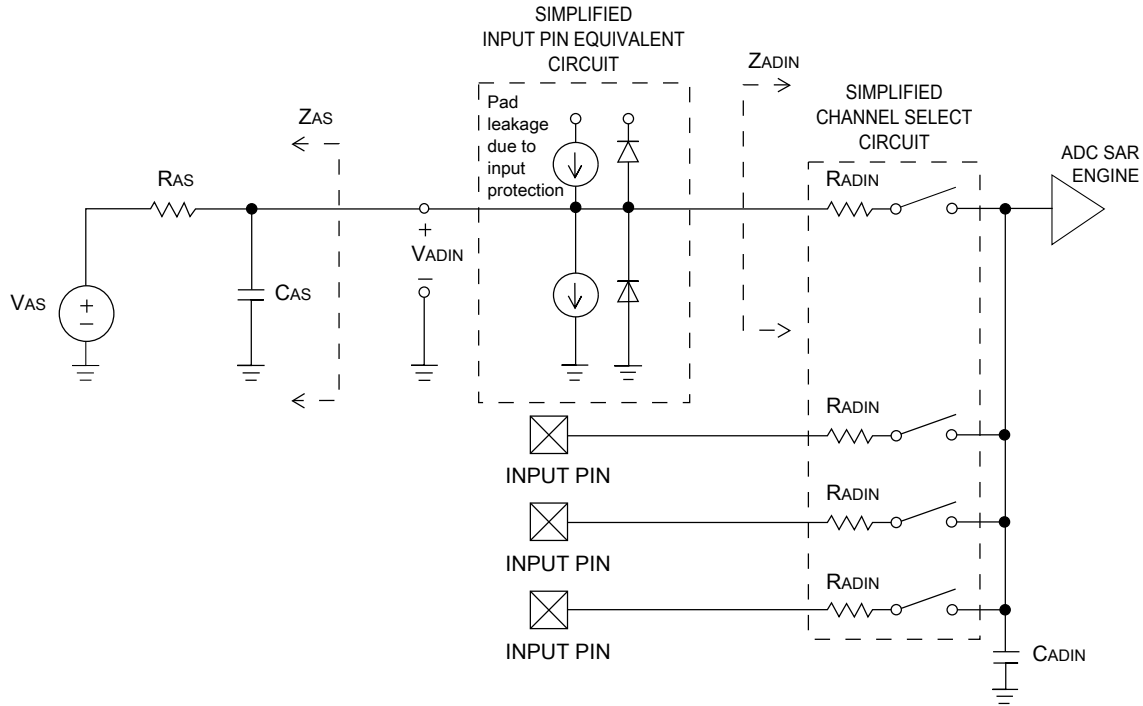 SIMPLIFIED
INPUT PIN EQUIVALENT
CIRCUIT
ZADIN
SIMPLIFIED
CHANNEL SELECT
CIRCUIT
Pad
leakage
due to
input
protection
ZAS
ADC SAR
ENGINE
RAS
RADIN
+
VADIN
–
CAS
VAS
+
–
RADIN
INPUT PIN
RADIN
INPUT PIN
RADIN
INPUT PIN
CADIN